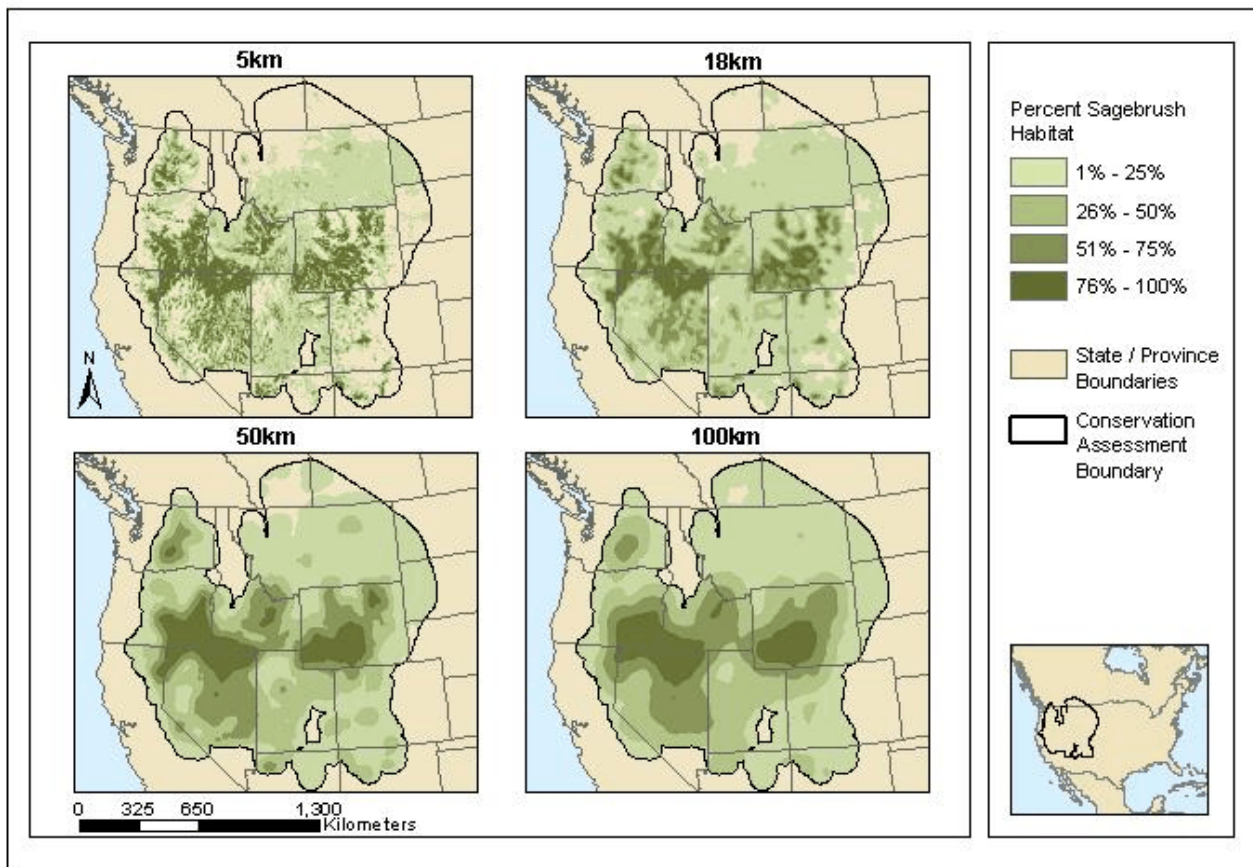 5km
18km
50km
100km
N
0 325 650 1,300
Kilometers
Percent Sagebrush
Habitat
1% - 25%
26% - 50%
51% - 75%
76% - 100%
State / Province
Boundaries
Conservation
Assessment
Boundary